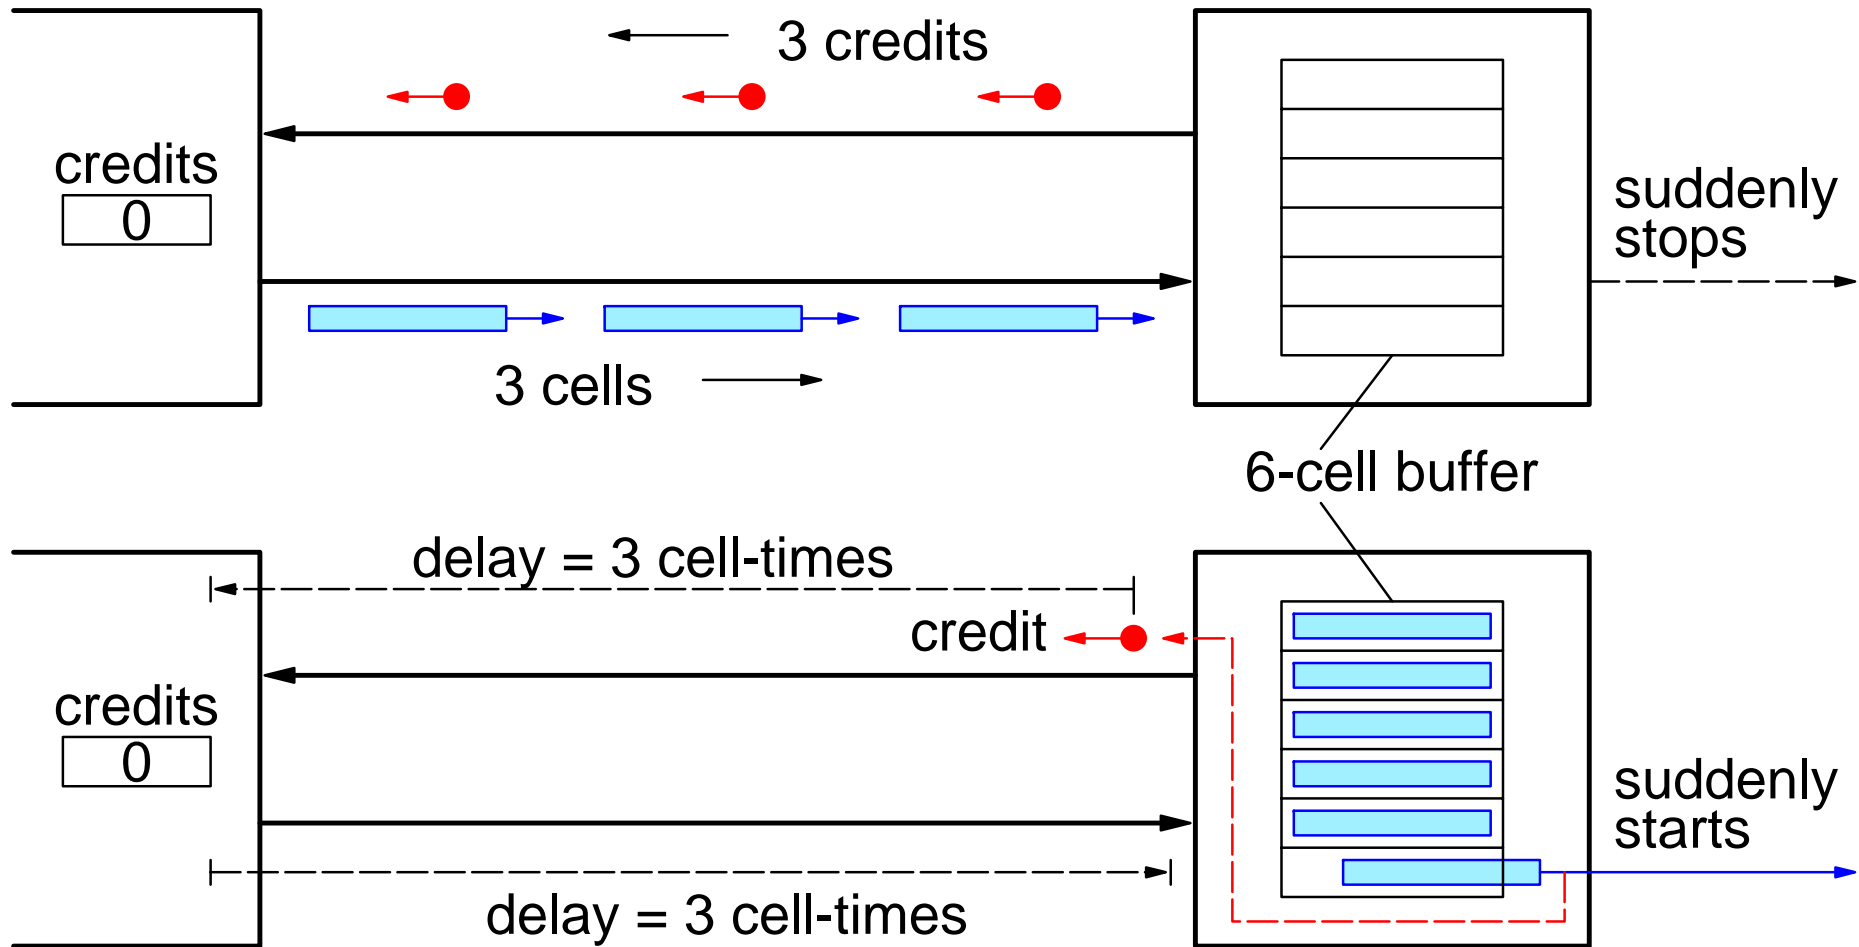 3 credits
credits
0
suddenly
stops
3 cells
6-cell buffer
delay = 3 cell-times
credit
credits
0
suddenly
starts
delay = 3 cell-times